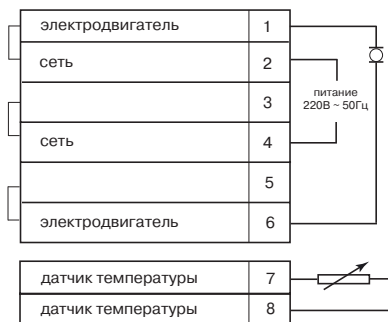 электродвигатель 1
сеть 2
3
сеть 4
5
электродвигатель 6
питание
220В ~ 50Гц
датчик температуры 7
датчик температуры 8